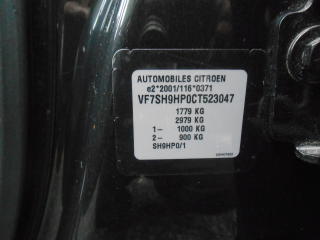 AUTOMOBILES CITROEN
e2*2001/116*0371
VF7SH9HP0CT523047
1779 KG
2979 KG
1- 1000 KG
2- 900 KG
SH9HP0/1